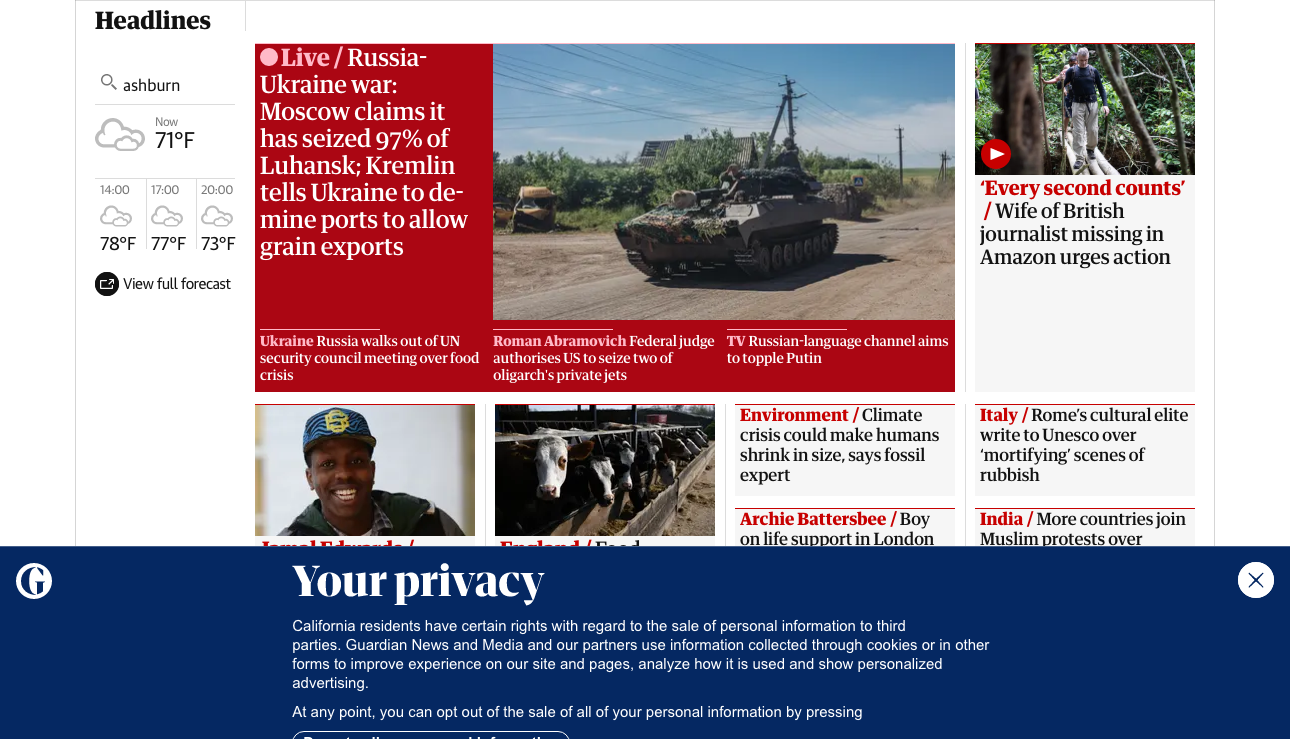 Headlines
ashburn
Now
71°F
14:00
17:00
20:00
78°F
77°F
73°F
View full forecast
Live / Russia-
Ukraine war:
Moscow claims it
has seized 97% of
Luhansk; Kremlin
tells Ukraine to de-
mine ports to allow
grain exports
Ukraine Russia walks out of UN
security council meeting over food
crisis
Roman Abramovich Federal judge
authorises US to seize two of
oligarch's private jets
TV Russian-language channel aims
to topple Putin
‘Every second counts’
/ Wife of British
journalist missing in
Amazon urges action
Jamal Edwards /
England / Food
Environment / Climate
crisis could make humans
shrink in size, says fossil
expert
Archie Battersbee / Boy
on life support in London
Italy / Rome’s cultural elite
write to Unesco over
‘mortifying’ scenes of
rubbish
India / More countries join
Muslim protests over
Your privacy
California residents have certain rights with regard to the sale of personal information to third
parties. Guardian News and Media and our partners use information collected through cookies or in other
forms to improve experience on our site and pages, analyze how it is used and show personalized
advertising.
At any point, you can opt out of the sale of all of your personal information by pressing